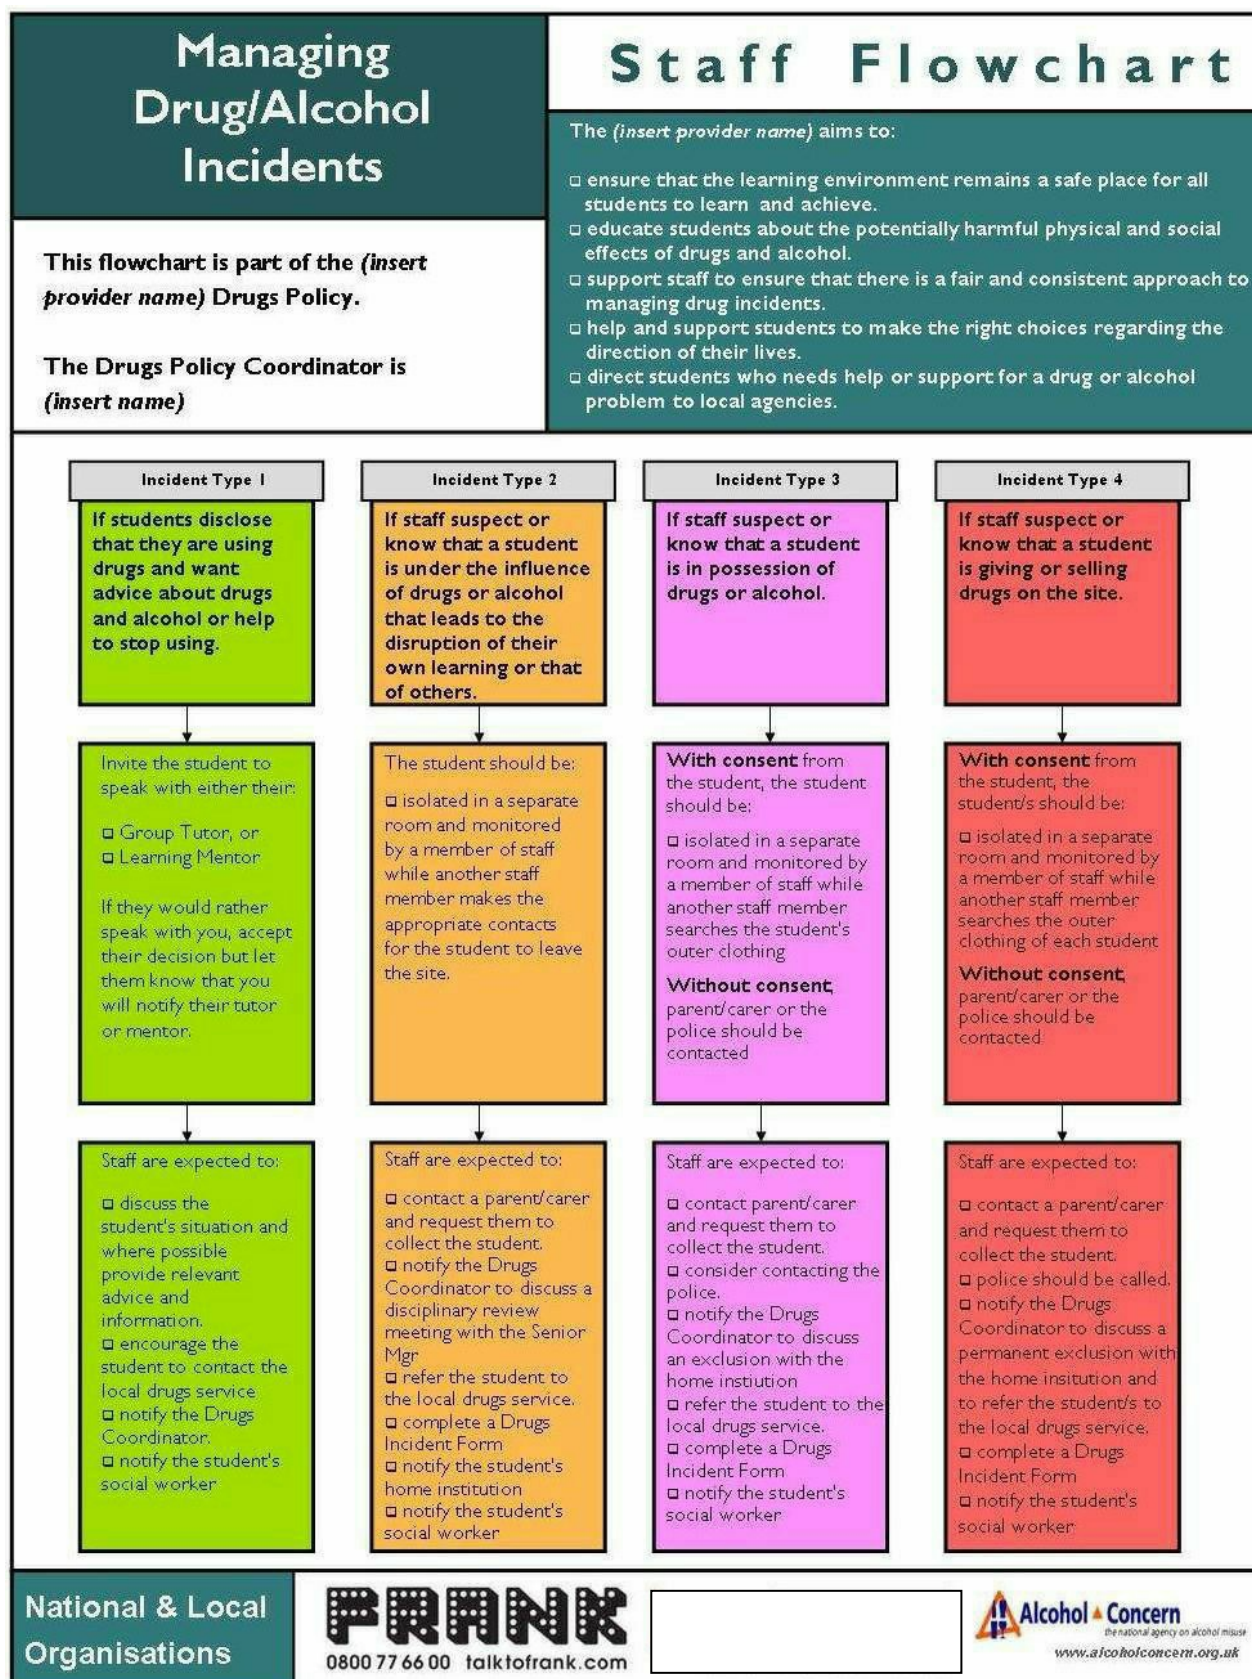 Managing
Drug/Alcohol
Incidents
Staff Flowchart
This flowchart is part of the (insert
provider name) Drugs Policy.
The Drugs Policy Coordinator is
(insert name)
The (insert provider name) aims to:
❑ ensure that the learning environment remains a safe place for all
students to learn and achieve.
❑ educate students about the potentially harmful physical and social
effects of drugs and alcohol.
❑ support staff to ensure that there is a fair and consistent approach to
managing drug incidents.
❑ help and support students to make the right choices regarding the
direction of their lives.
❑ direct students who needs help or support for a drug or alcohol
problem to local agencies.
Incident Type 1
If students disclose
that they are using
drugs and want
advice about drugs
and alcohol or help
to stop using.
Invite the student to
speak with either their:
❑ Group Tutor, or
❑ Learning Mentor
If they would rather
speak with you, accept
their decision but let
them know that you
will notify their tutor
or mentor.
Staff are expected to:
❑ discuss the
student's situation and
where possible
provide relevant
advice and
information.
❑ encourage the
student to contact the
local drugs service
❑ notify the Drugs
Coordinator.
❑ notify the student's
social worker
Incident Type 2
If staff suspect or
know that a student
is under the influence
of drugs or alcohol
that leads to the
disruption of their
own learning or that
of others.
The student should be:
❑ isolated in a separate
room and monitored
by a member of staff
while another staff
member makes the
appropriate contacts
for the student to leave
the site.
Staff are expected to:
❑ contact a parent/carer
and request them to
collect the student.
❑ notify the Drugs
Coordinator to discuss a
disciplinary review
meeting with the Senior
Mgr
❑ refer the student to
the local drugs service.
❑ complete a Drugs
Incident Form
❑ notify the student's
home institution
❑ notify the student's
social worker
Incident Type 3
If staff suspect or
know that a student
is in possession of
drugs or alcohol.
With consent from
the student, the student
should be:
❑ isolated in a separate
room and monitored by
a member of staff while
another staff member
searches the student's
outer clothing
Without consent,
parent/carer or the
police should be
contacted
Staff are expected to:
❑ contact parent/carer
and request them to
collect the student.
❑ consider contacting the
police.
❑ notify the Drugs
Coordinator to discuss
an exclusion with the
home instiution
❑ refer the student to the
local drugs service.
❑ complete a Drugs
Incident Form
❑ notify the student's
social worker
Incident Type 4
If staff suspect or
know that a student
is giving or selling
drugs on the site.
With consent from
the student, the
student/s should be:
❑ isolated in a separate
room and monitored by
a member of staff while
another staff member
searches the outer
clothing of each student
Without consent,
parent/carer or the
police should be
contacted
Staff are expected to:
❑ contact a parent/carer
and request them to
collect the student.
❑ police should be called.
❑ notify the Drugs
Coordinator to discuss a
permanent exclusion with
the home insitution and
to refer the student/s to
the local drugs service.
❑ complete a Drugs
Incident Form
❑ notify the student's
social worker
National & Local
Organisations
FRANK
0800 77 66 00 talktofrank.com
Alcohol Concern
the national agency on alcohol misuse
www.alcoholconcern.org.uk